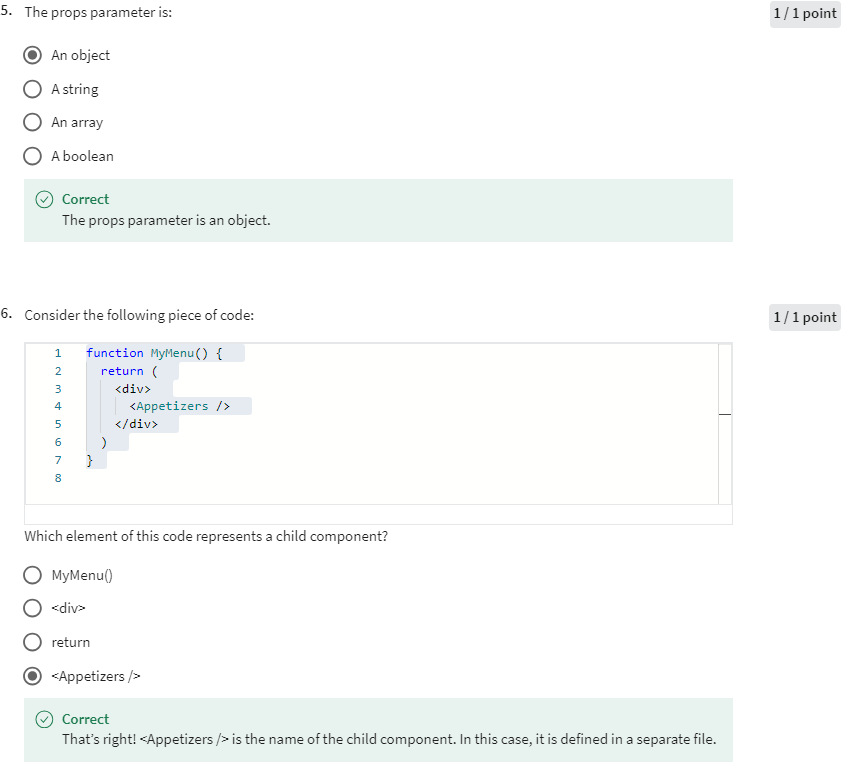 5. The props parameter is:
1 / 1 point
An object
A string
An array
A boolean
Correct
The props parameter is an object.
6. Consider the following piece of code:
1 / 1 point
1 function MyMenu() {
2 return (
3 <div>
4 <Appetizers />
5 </div>
6 )
7 }
8
Which element of this code represents a child component?
MyMenu()
<div>
return
<Appetizers />
Correct
That's right! <Appetizers /> is the name of the child component. In this case, it is defined in a separate file.